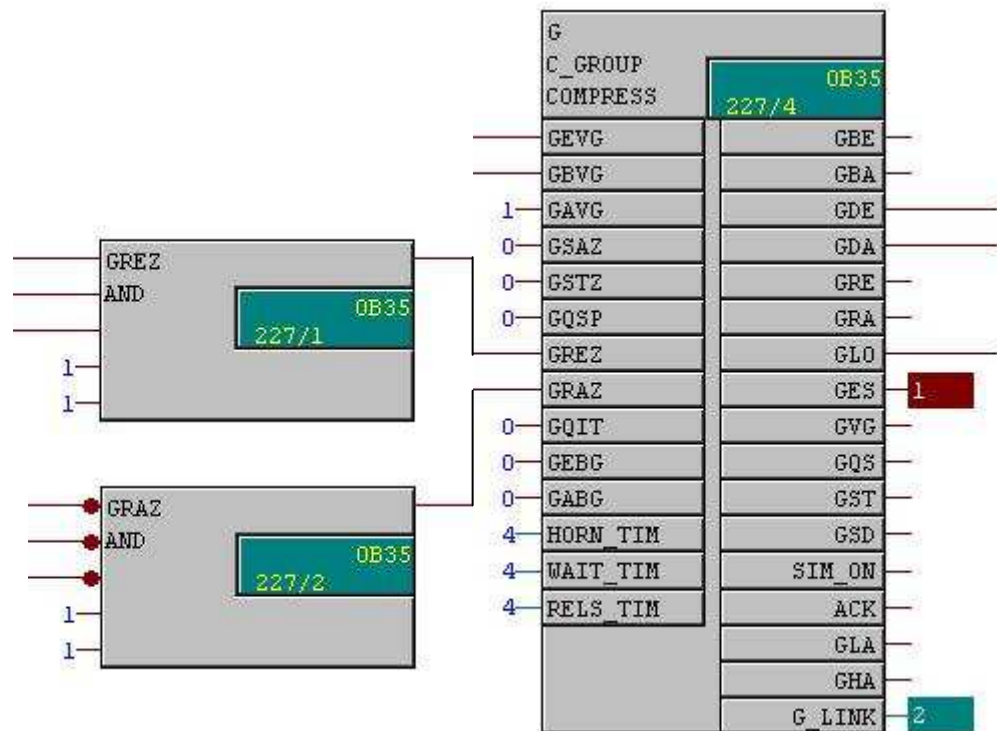 GREZ
AND
OB35
227/1
1
1
GRAZ
AND
OB35
227/2
1
1
G
C_GROUP
COMPRESS
OB35
227/4
GEVG GBE
GBVG GBA
1 GAVG GDE
0 GSAZ GDA
0 GSTZ GRE
0 GQSP GRA
GREZ GLO
GRAZ GES 1
0 GQIT GVG
0 GEBG GQS
0 GABG GST
4 HORN_TIM GSD
4 WAIT_TIM SIM_ON
4 RELS_TIM ACK
GLA
GHA
G_LINK 2